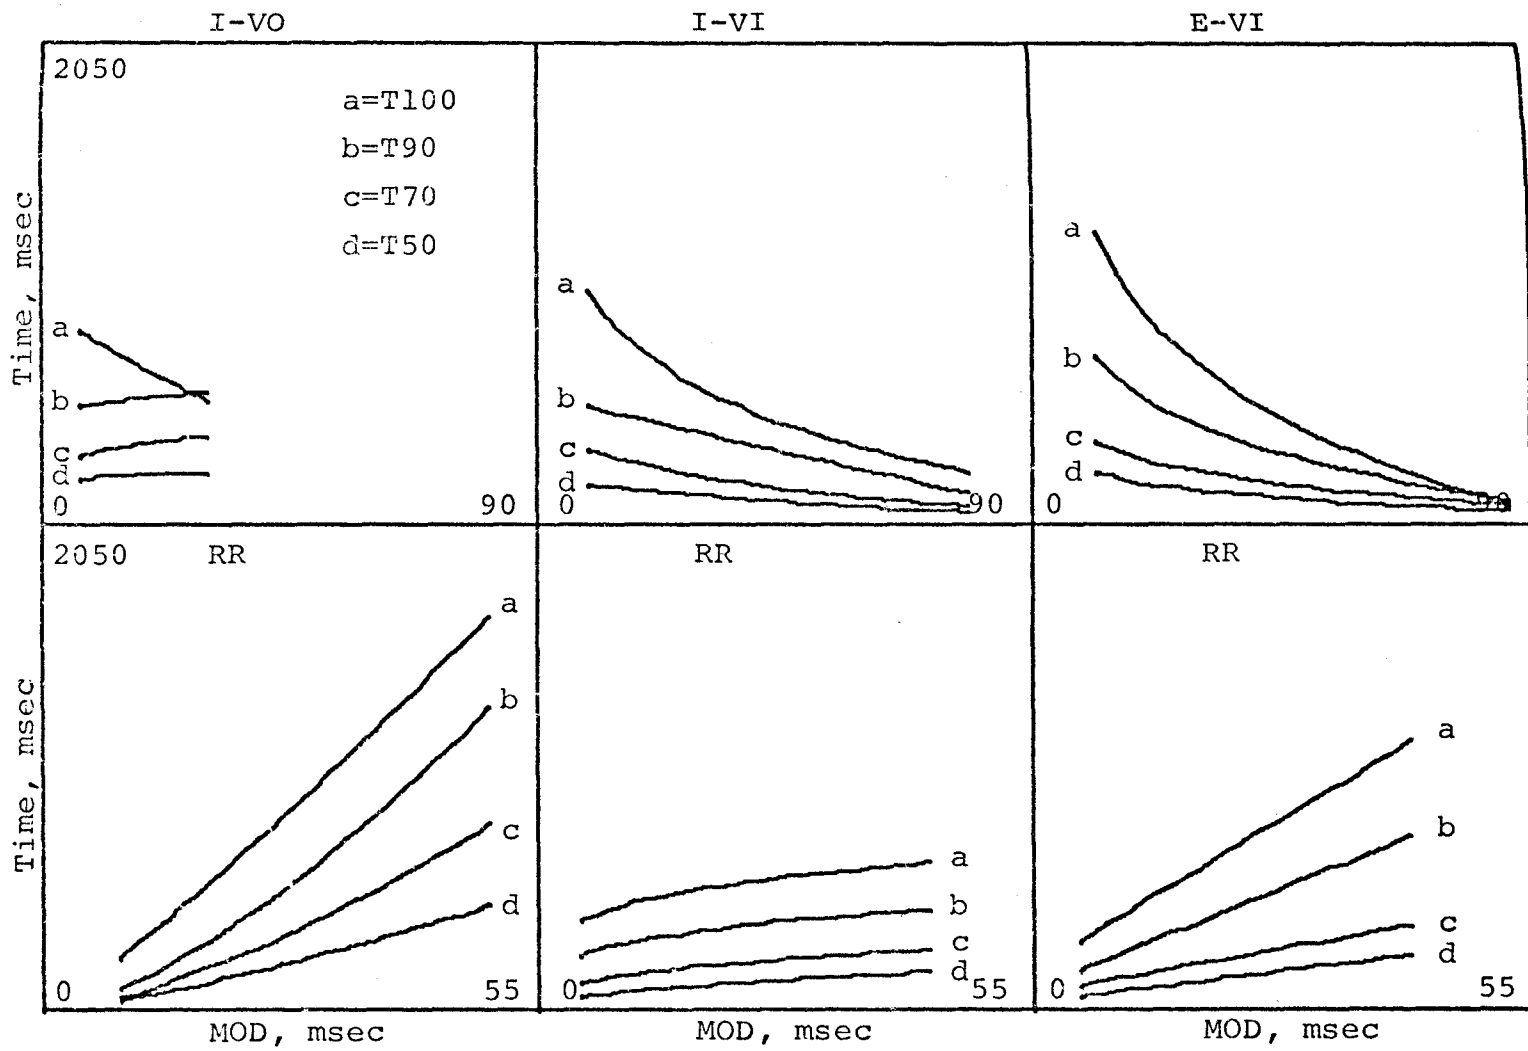 I-VO I-VI E-VI
2050
a=T100
b=T90
c=T70
d=T50
Time, msec
a
b
c
d
0 90
a
b
c
d
0 90
a
b
c
d
0 90
RR RR RR
2050
Time, msec
a
b
c
d
0 55
a
b
c
d
0 55
a
b
c
d
0 55
MOD, msec MOD, msec MOD, msec